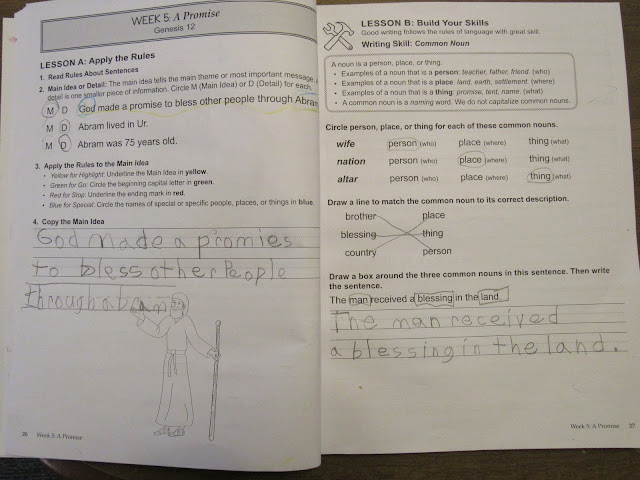 WEEK 5: A Promise
Genesis 12
LESSON A: Apply the Rules
1. Read Rules About Sentences
2. Main Idea or Detail: The main idea tells the main theme or most important message,
detail is one smaller piece of information. Circle M (Main Idea) or D (Detail) for each.
M D God made a promise to bless other people through Abram
M D Abram lived in Ur.
M D Abram was 75 years old.
3. Apply the Rules to the Main Idea
• Yellow for Highlight: Underline the Main Idea in yellow.
• Green for Go: Circle the beginning capital letter in green.
• Red for Stop: Underline the ending mark in red.
• Blue for Special: Circle the names of special or specific people, places, or things in blue.
4. Copy the Main Idea
God made a promies
to bless other People
through abram
26 Week 5: A Promise
LESSON B: Build Your Skills
Good writing follows the rules of language with great skill.
Writing Skill: Common Noun
A noun is a person, place, or thing.
• Examples of a noun that is a person: teacher, father, friend. (who)
• Examples of a noun that is a place: land, earth, settlement. (where)
• Examples of a noun that is a thing: promise, tent, name. (what)
• A common noun is a naming word. We do not capitalize common nouns.
Circle person, place, or thing for each of these common nouns.
wife person (who) place (where) thing (what)
nation person (who) place (where) thing (what)
altar person (who) place (where) thing (what)
Draw a line to match the common noun to its correct description.
brother place
blessing thing
country person
Draw a box around the three common nouns in this sentence. Then write
the sentence.
The man received a blessing in the land.
The man received
a blessing in the land.
Week 5: A Promise 27